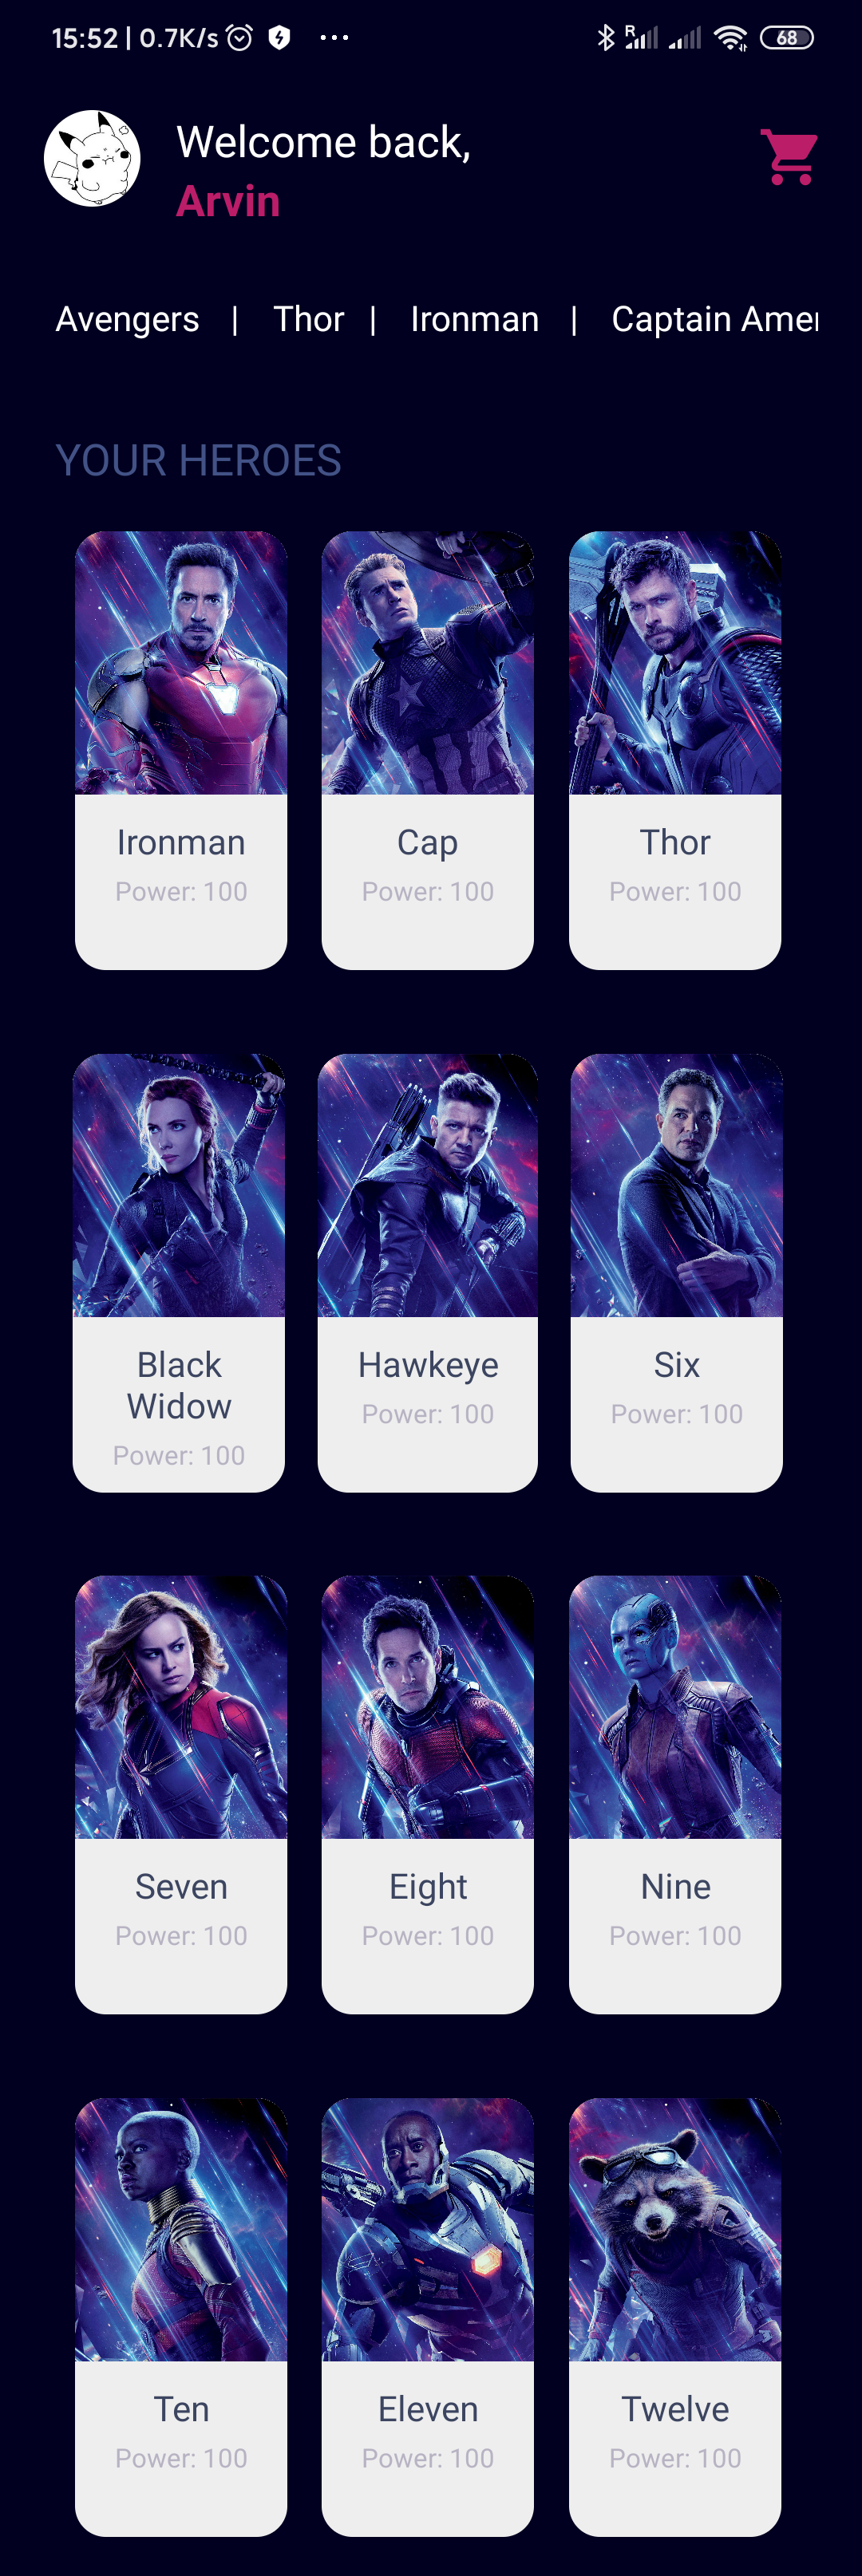 15:52 | 0.7K/s ... R 68
Welcome back,
Arvin
Avengers | Thor | Ironman | Captain Amer
YOUR HEROES
Ironman Cap Thor
Power: 100 Power: 100 Power: 100
Black Widow Hawkeye Six
Power: 100 Power: 100 Power: 100
Seven Eight Nine
Power: 100 Power: 100 Power: 100
Ten Eleven Twelve
Power: 100 Power: 100 Power: 100